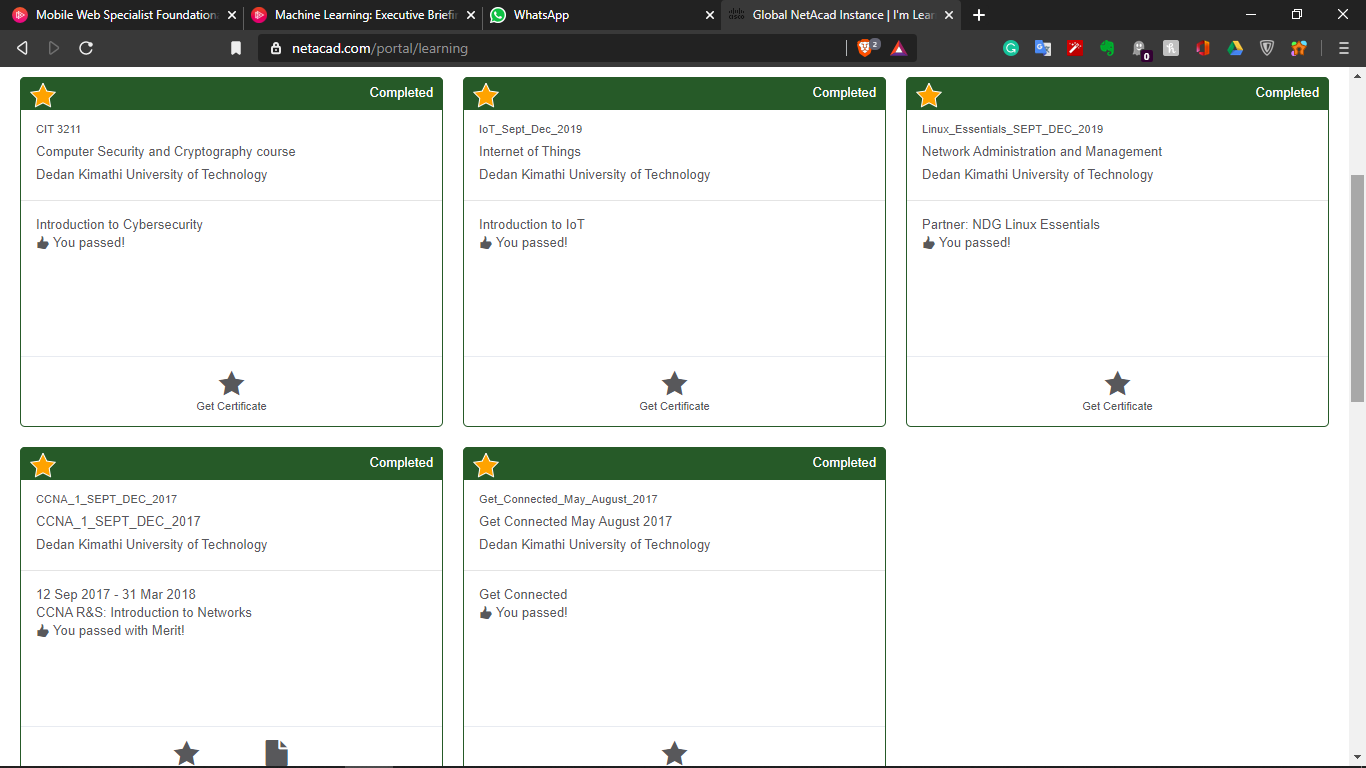 Mobile Web Specialist Foundation
Machine Learning: Executive Briefin
WhatsApp
Global NetAcad Instance | I'm Lear
netacad.com/portal/learning
2
0
Completed
CIT 3211
Computer Security and Cryptography course
Dedan Kimathi University of Technology
Introduction to Cybersecurity
You passed!
Get Certificate
Completed
IoT_Sept_Dec_2019
Internet of Things
Dedan Kimathi University of Technology
Introduction to IoT
You passed!
Get Certificate
Completed
Linux_Essentials_SEPT_DEC_2019
Network Administration and Management
Dedan Kimathi University of Technology
Partner: NDG Linux Essentials
You passed!
Get Certificate
Completed
CCNA_1_SEPT_DEC_2017
CCNA_1_SEPT_DEC_2017
Dedan Kimathi University of Technology
12 Sep 2017 - 31 Mar 2018
CCNA R&S: Introduction to Networks
You passed with Merit!
Completed
Get_Connected_May_August_2017
Get Connected May August 2017
Dedan Kimathi University of Technology
Get Connected
You passed!